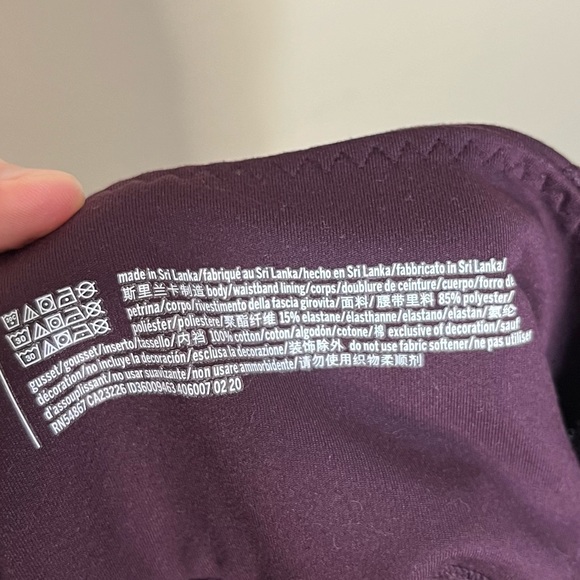 made in Sri Lanka/fabriqué au Sri Lanka/hecho en Sri Lanka/fabbricato in Sri Lanka/
斯里兰卡制造 body/waistband lining/corps/doublure de ceinture/cuerpo/forro de
petrina/corpo/rivestimento della fascia girovita/面料/腰带里料 85% polyester/
poliéster/poliestere/聚酯纤维 15% elastane/élasthanne/elastano/elastan/氨纶
gusset/gousset/inserto/tassello/内裆 100% cotton/coton/algodón/cotone/棉 exclusive of decoration/sauf
décoration/no incluye la decoración/esclusa la decorazione/装饰除外 do not use fabric softener/ne pas utiliser
d'assouplissant/no usar suavizante/non usare ammorbidente/请勿使用织物柔顺剂
RN54867 CA23226 ID36009463 406007 02 20